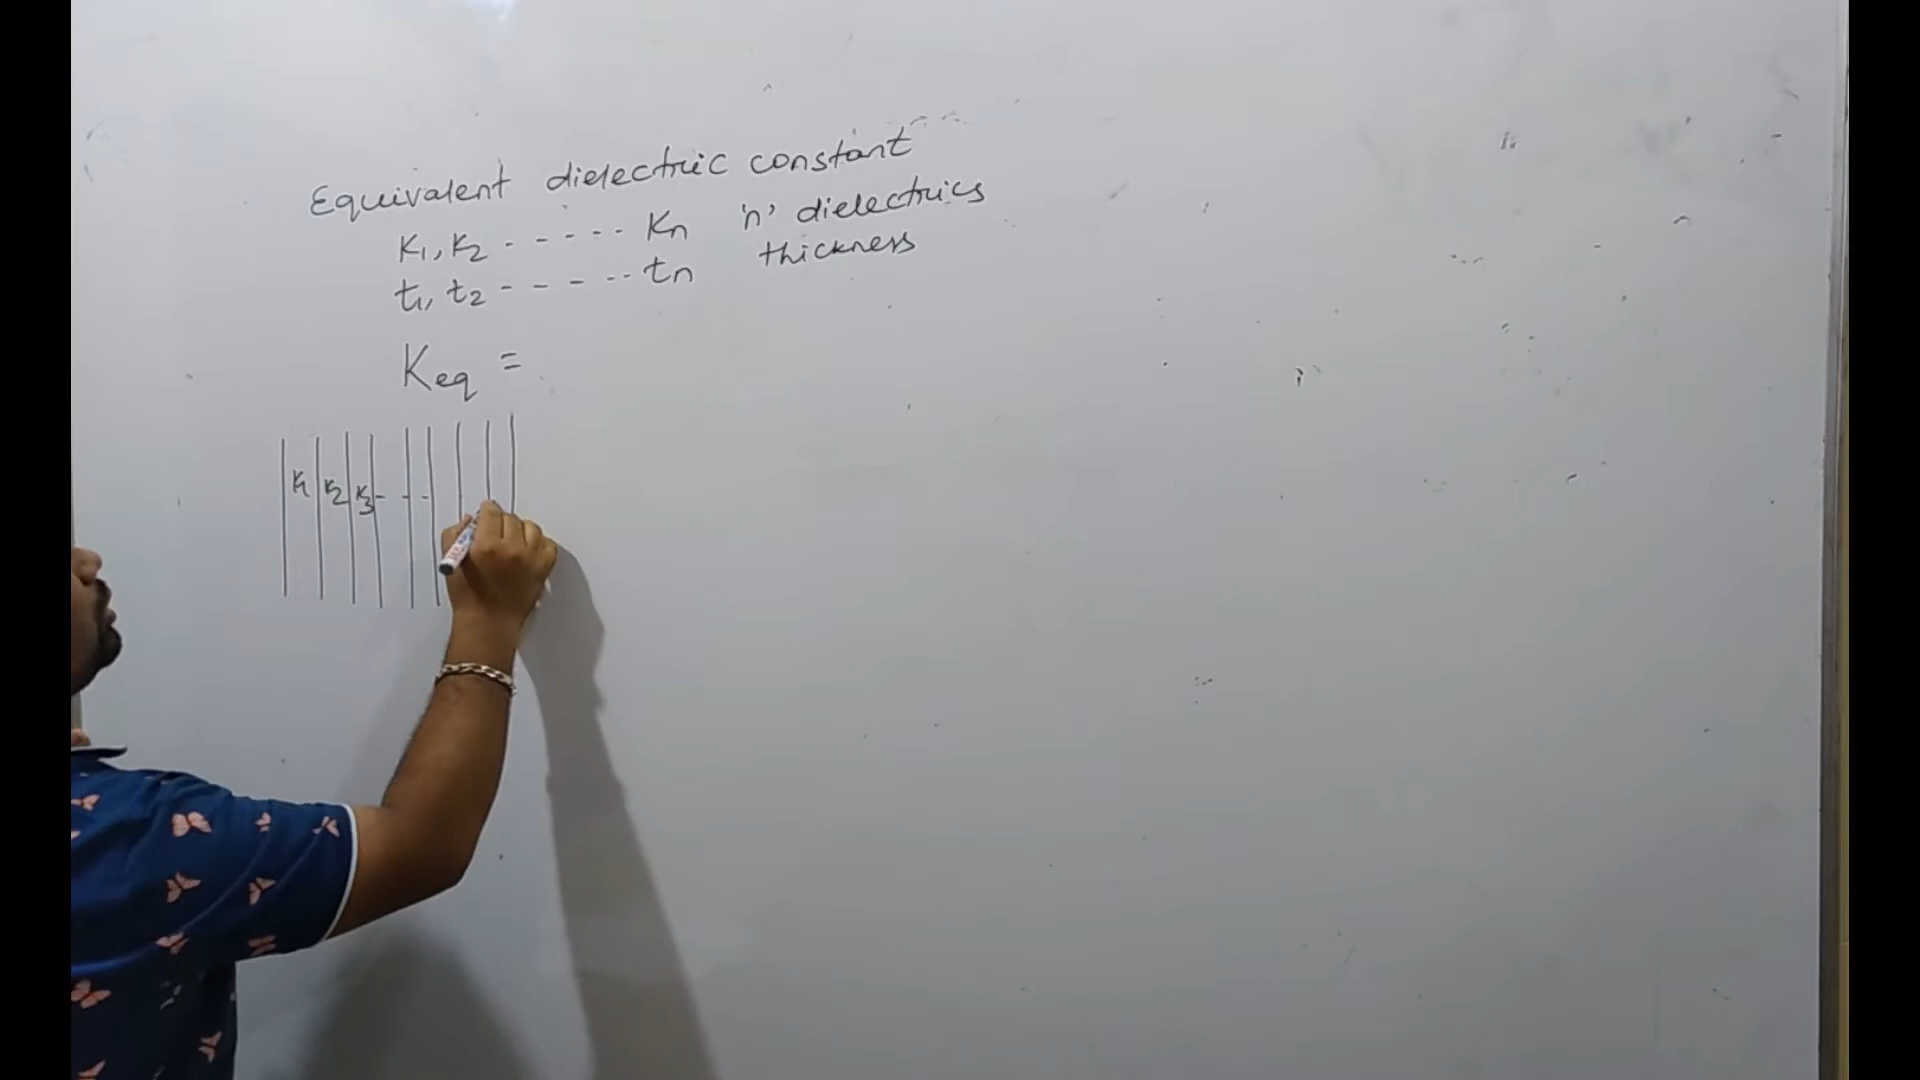 Equivalent dielectric constant
K1, K2 - - - - - Kn 'n' dielectrics
t1, t2 - - - - - tn thickness
Keq =
K1 K2 K3 - - -